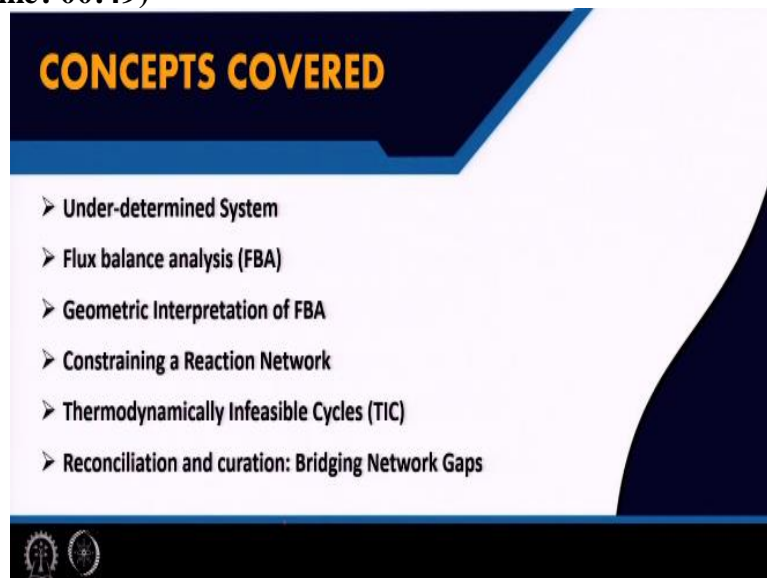 CONCEPTS COVERED
➢ Under-determined System
➢ Flux balance analysis (FBA)
➢ Geometric Interpretation of FBA
➢ Constraining a Reaction Network
➢ Thermodynamically Infeasible Cycles (TIC)
➢ Reconciliation and curation: Bridging Network Gaps